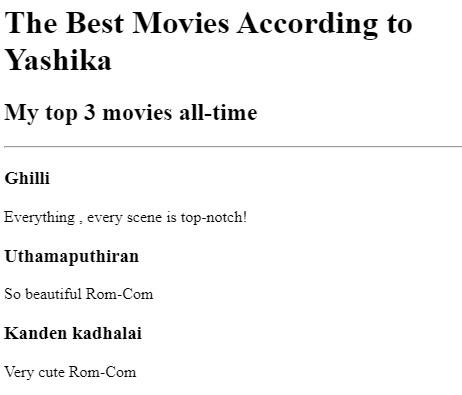 The Best Movies According to
Yashika
My top 3 movies all-time
Ghilli
Everything , every scene is top-notch!
Uthamaputhiran
So beautiful Rom-Com
Kanden kadhalai
Very cute Rom-Com